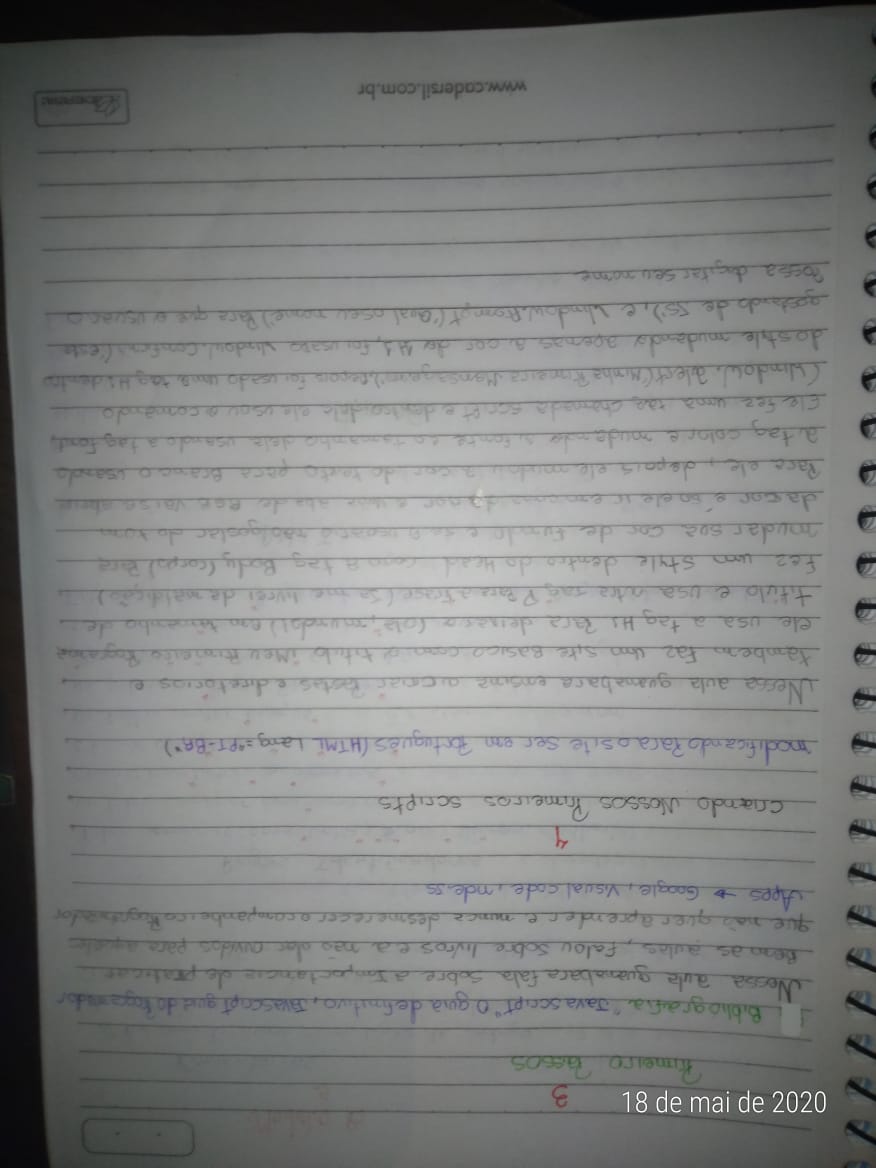 18 de mai de 2020
3
Primeiro Passos
Bibliografia "Javascript" O guia definitivo, Javascript guia do Programador
Nossa aula guanabara fala sobre a Importancia de praticar
Bem as aulas, falou sobre livros e a não dar ouvidos para aqueles
que não quer aprender e nunca desmerecer o companheiro Programador
Apps → Google, Visual code, node.js
4
Criando Nossos Primeiros scripts
modificando Para o site ser em Português (HTML Lang="PT-BR")
Nessa aula guanabara ensina a criar Pastas e diretórios e
tambem Faz um site Basico com o titulo Meu Primeiro Programa
ele usa a tag H1 Para deixar o (olá, mundo!) em tamanho de
titulo e usa outra tag P Para a Frase (Ja me livrei da maldição)
Fez um style dentro do Head com a tag Body (corpo) Para
mudar sua cor de fundo e se o usuario não gostar do tom
da cor é so ele ir em cima da cor e uma aba de vai se abrir
Para ele, depois ele mudou a cor do texto para Branco usando
a tag color e mudando a fonte e o tamanho dela usando a tag font,
Ele fez uma tag chamada script e dentro dela ele usou o comando
(Window.alert('Minha Primeira Mensagem'), Depois foi usado uma tag H1 dentro
do style mudando apenas a cor do H1, foi usado Window.confirm('esta
gostando de JS'), e Window.Prompt('Qual o seu nome') Para que o usuario
Possa digitar seu nome
www.cadersil.com.br